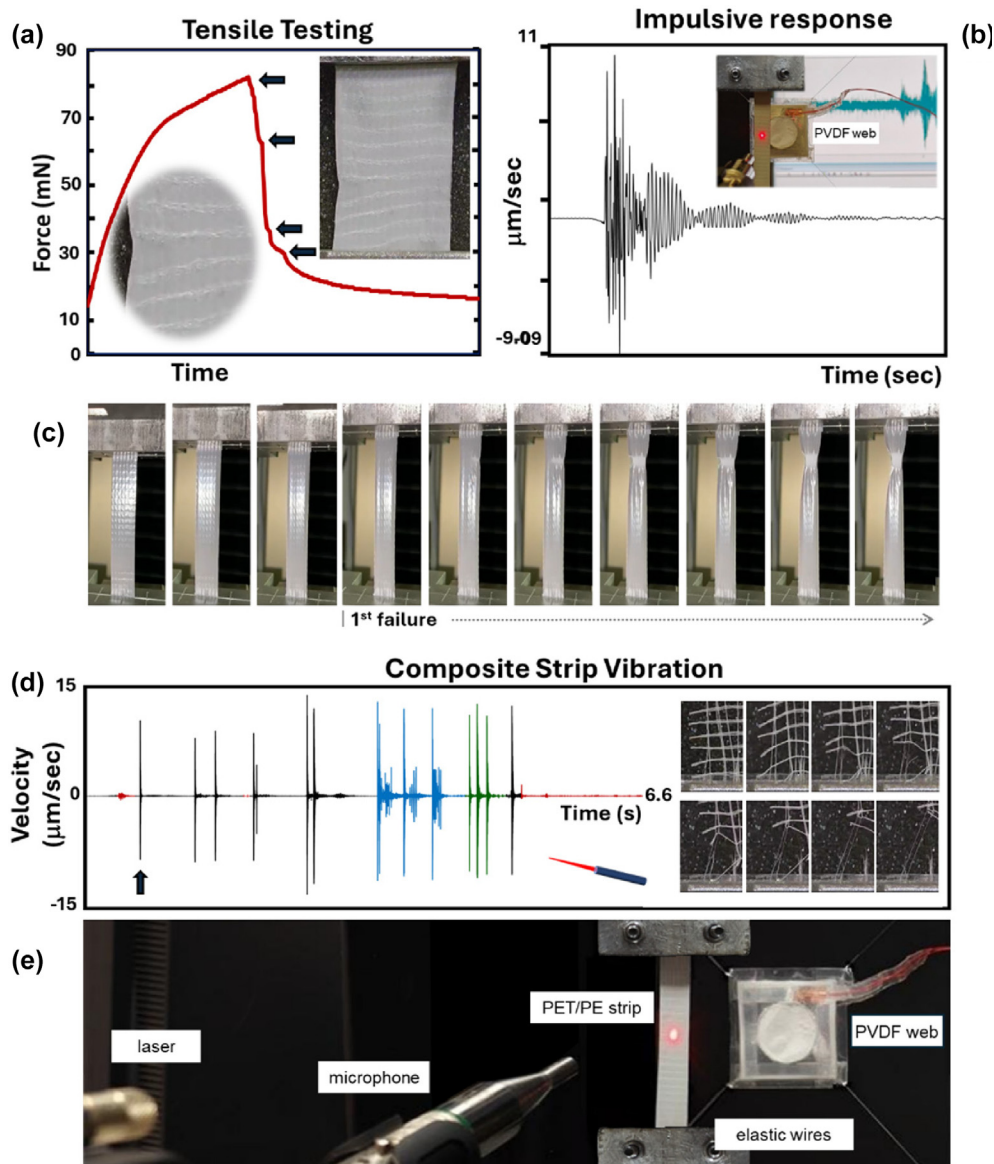 (a)
Tensile Testing
90
70
50
30
10
0
Force (mN)
Time
Impulsive response
(b)
11
μm/sec
PVDF web
Time (sec)
(c)
1st failure
(d)
Composite Strip Vibration
15
0
-15
Velocity
(μm/sec)
6.6
Time (s)
(e)
laser
microphone
PET/PE strip
PVDF web
elastic wires